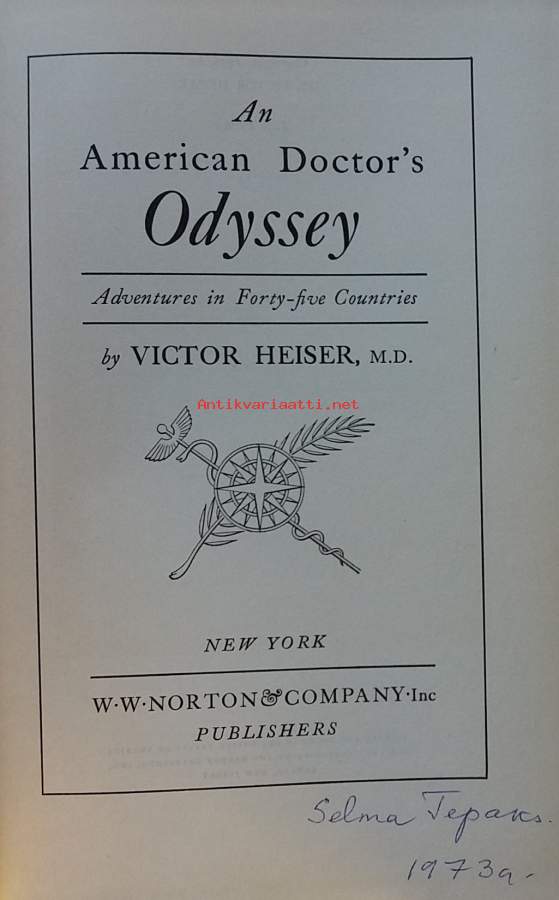 An
American Doctor's
Odyssey
Adventures in Forty-five Countries
by VICTOR HEISER, M.D.
Antikvariaatti.net
NEW YORK
W·W·NORTON & COMPANY·Inc
PUBLISHERS
Selma
1973a.